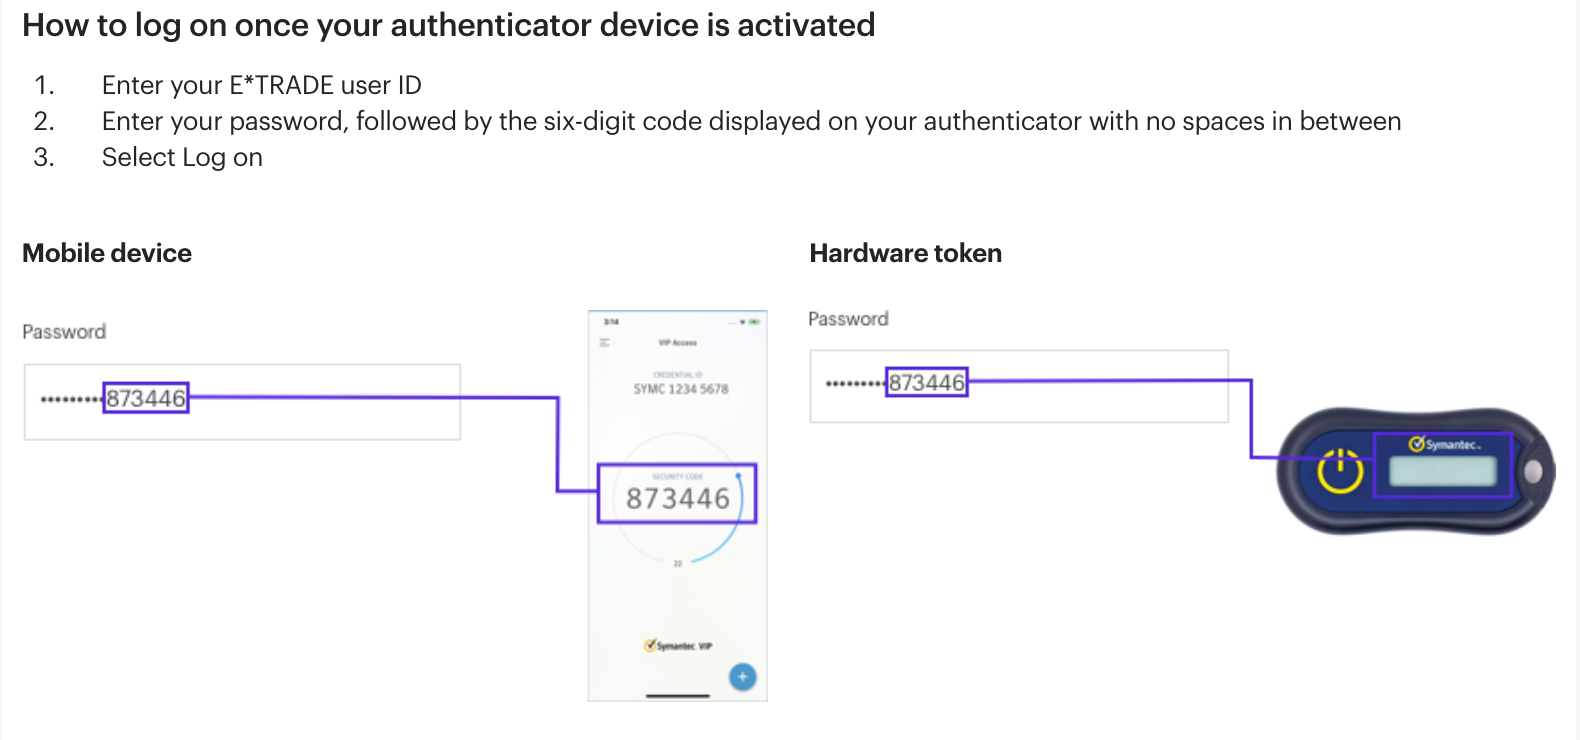 How to log on once your authenticator device is activated
1. Enter your E*TRADE user ID
2. Enter your password, followed by the six-digit code displayed on your authenticator with no spaces in between
3. Select Log on
Mobile device
Password
•••••••••873446
3:14
VIP Access
CREDENTIAL ID
SYMC 1234 5678
SECURITY CODE
873446
22
Symantec. VIP
+
Hardware token
Password
•••••••••873446
Symantec.